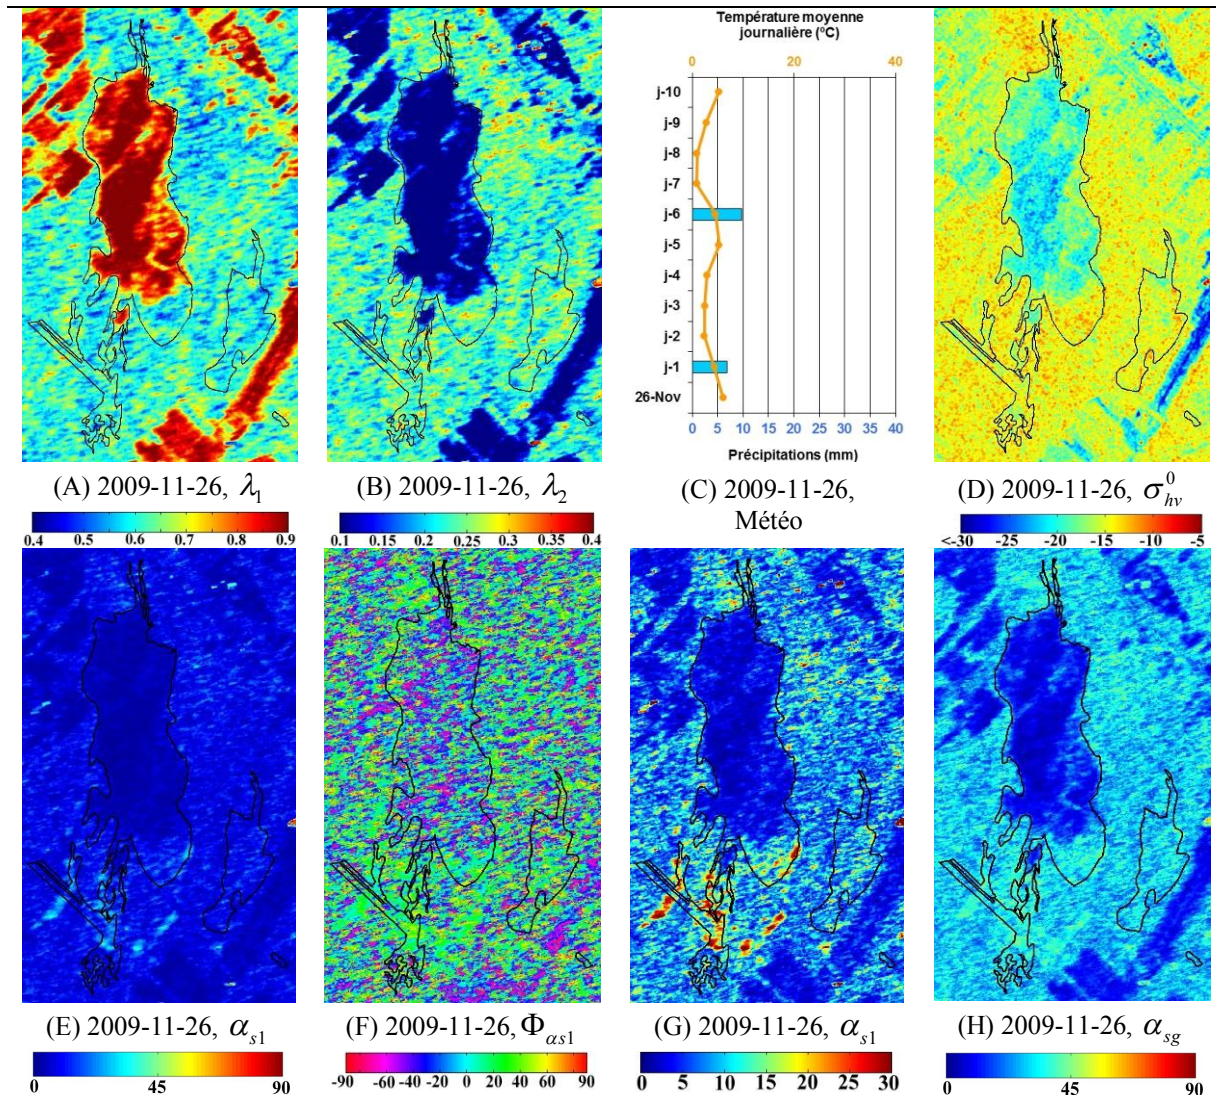 Température moyenne
journalière (ºC)
0 20 40
j-10
j-9
j-8
j-7
j-6
j-5
j-4
j-3
j-2
j-1
26-Nov
0 5 10 15 20 25 30 35 40
Précipitations (mm)
(A) 2009-11-26, λ1
(B) 2009-11-26, λ2
(C) 2009-11-26,
Météo
(D) 2009-11-26, σ0hv
0.4 0.5 0.6 0.7 0.8 0.9
0.1 0.15 0.2 0.25 0.3 0.35 0.4
<-30 -25 -20 -15 -10 -5
(E) 2009-11-26, αs1
(F) 2009-11-26, Φαs1
(G) 2009-11-26, αs1
(H) 2009-11-26, αsg
0 45 90
-90 -60 -40 -20 0 20 40 60 90
0 5 10 15 20 25 30
0 45 90